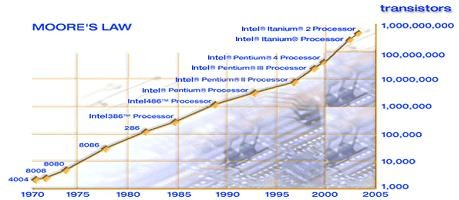 transistors
MOORE'S LAW
Intel® Itanium® 2 Processor
1,000,000,000
Intel® Itanium® Processor
Intel® Pentium® 4 Processor
100,000,000
Intel® Pentium® III Processor
Intel® Pentium® II Processor
10,000,000
Intel® Pentium® Processor
Intel486™ Processor
1,000,000
Intel386™ Processor
286
100,000
8086
8080
10,000
8008
4004
1,000
1970 1975 1980 1985 1990 1995 2000 2005